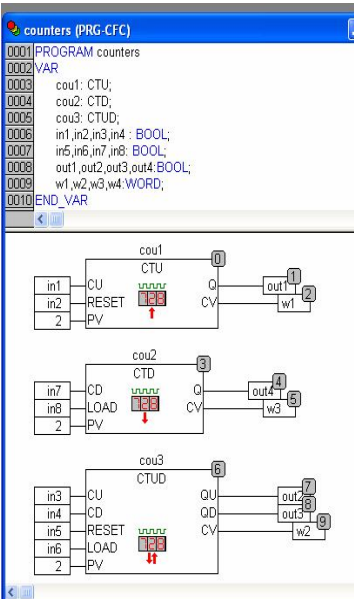 counters (PRG-CFC)
0001 PROGRAM counters
0002 VAR
0003 cou1: CTU;
0004 cou2: CTD;
0005 cou3: CTUD;
0006 in1,in2,in3,in4 : BOOL;
0007 in5,in6,in7,in8: BOOL;
0008 out1,out2,out3,out4:BOOL;
0009 w1,w2,w3,w4:WORD;
0010 END_VAR
cou1
CTU 0
in1 CU Q out1 1
in2 RESET 728 CV w1 2
2 PV
cou2
CTD 3
in7 CD Q out4 4
in8 LOAD 728 CV w3 5
2 PV
cou3
CTUD 6
in3 CU QU out2 7
in4 CD QD out3 8
in5 RESET CV w2 9
in6 LOAD 728
2 PV